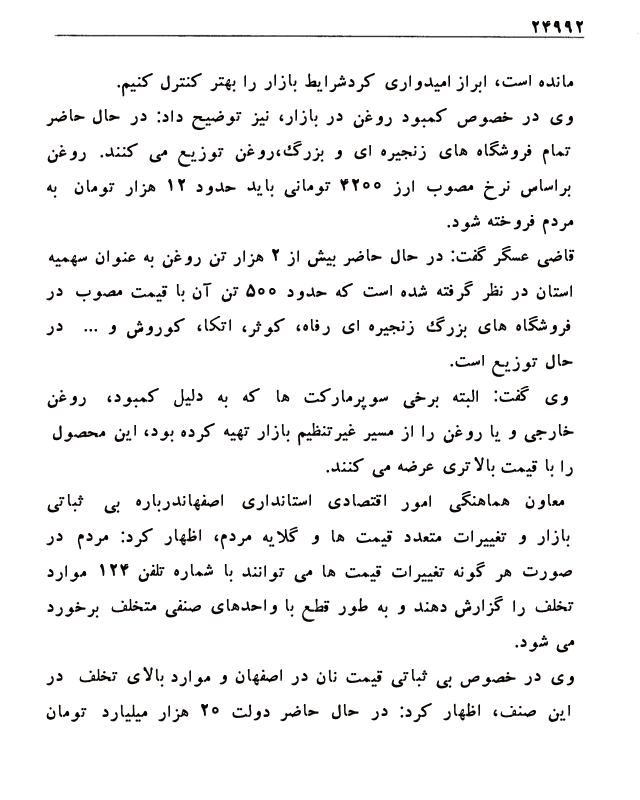 ۲۴۹۹۲
مانده است، ابراز امیدواری کردشرایط بازار را بهتر کنترل کنیم.
وی در خصوص کمبود روغن در بازار، نیز توضیح داد: در حال حاضر
تمام فروشگاه های زنجیره ای و بزرگ،روغن توزیع می کنند. روغن
براساس نرخ مصوب ارز ۴۲۰۰ تومانی باید حدود ۱۲ هزار تومان به
مردم فروخته شود.
قاضی عسگر گفت: در حال حاضر بیش از ۲ هزار تن روغن به عنوان سهمیه
استان در نظر گرفته شده است که حدود ۵۰۰ تن آن با قیمت مصوب در
فروشگاه های بزرگ زنجیره ای رفاه، کوثر، اتکا، کوروش و ... در
حال توزیع است.
وی گفت: البته برخی سوپرمارکت ها که به دلیل کمبود، روغن
خارجی و یا روغن را از مسیر غیرتنظیم بازار تهیه کرده بود، این محصول
را با قیمت بالاتری عرضه می کنند.
معاون هماهنگی امور اقتصادی استانداری اصفهاندرباره بی ثباتی
بازار و تغییرات متعدد قیمت ها و گلایه مردم، اظهار کرد: مردم در
صورت هر گونه تغییرات قیمت ها می توانند با شماره تلفن ۱۲۴ موارد
تخلف را گزارش دهند و به طور قطع با واحدهای صنفی متخلف برخورد
می شود.
وی در خصوص بی ثباتی قیمت نان در اصفهان و موارد بالای تخلف در
این صنف، اظهار کرد: در حال حاضر دولت ۲۰ هزار میلیارد تومان